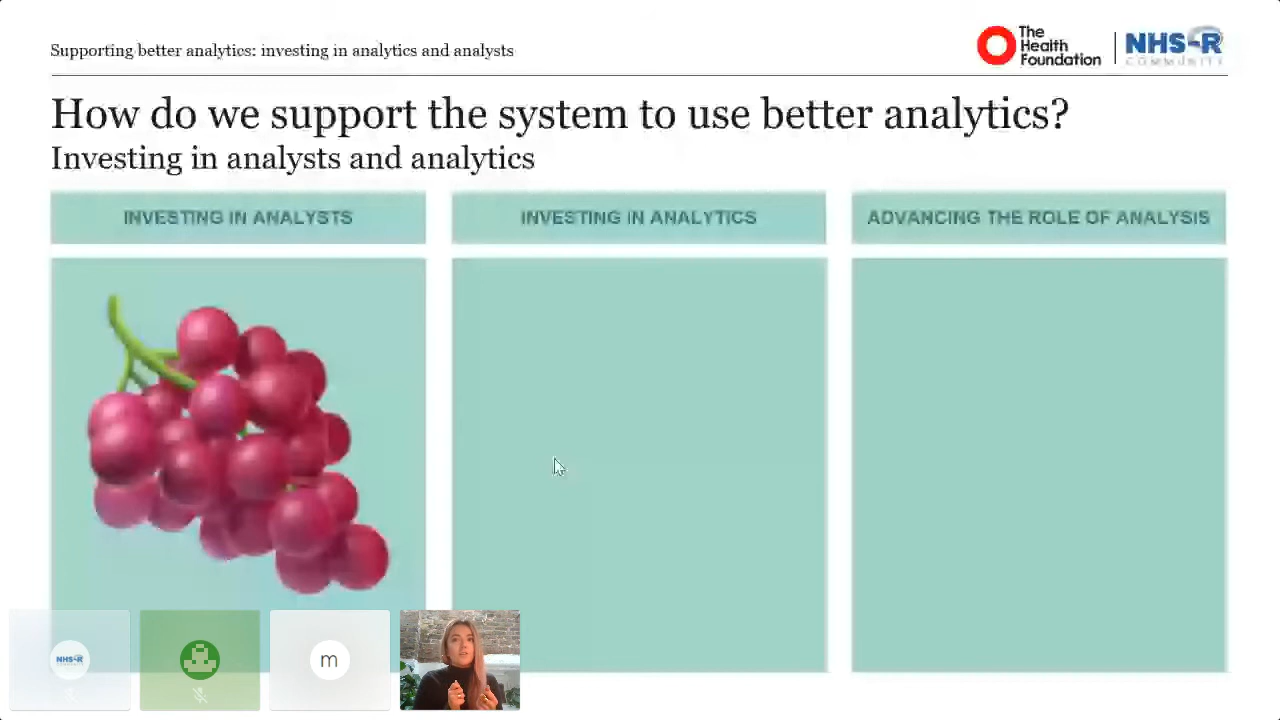 Supporting better analytics: investing in analytics and analysts
The
Health
Foundation
NHS-R
COMMUNITY
How do we support the system to use better analytics?
Investing in analysts and analytics
INVESTING IN ANALYSTS
INVESTING IN ANALYTICS
ADVANCING THE ROLE OF ANALYSIS
NHS-R
m